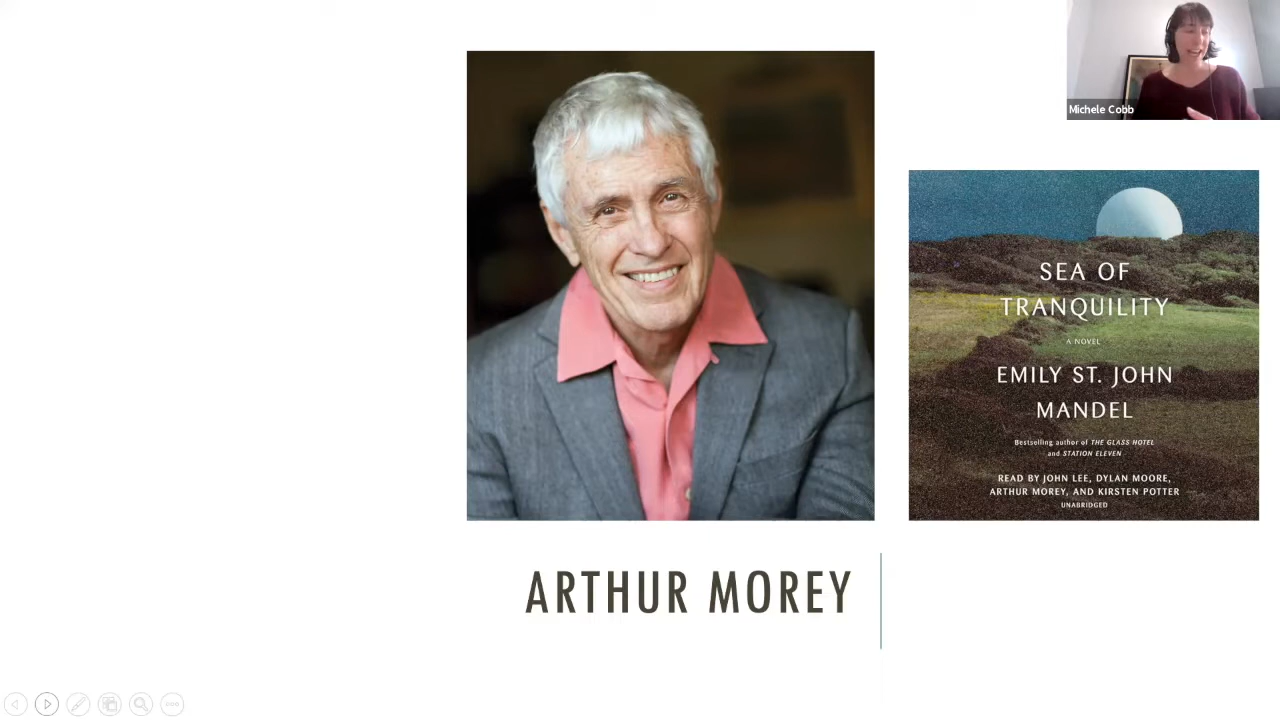 Michele Cobb
SEA OF
TRANQUILITY
A NOVEL
EMILY ST. JOHN
MANDEL
Bestselling author of THE GLASS HOTEL
and STATION ELEVEN
READ BY JOHN LEE, DYLAN MOORE,
ARTHUR MOREY, AND KIRSTEN POTTER
UNABRIDGED
ARTHUR MOREY